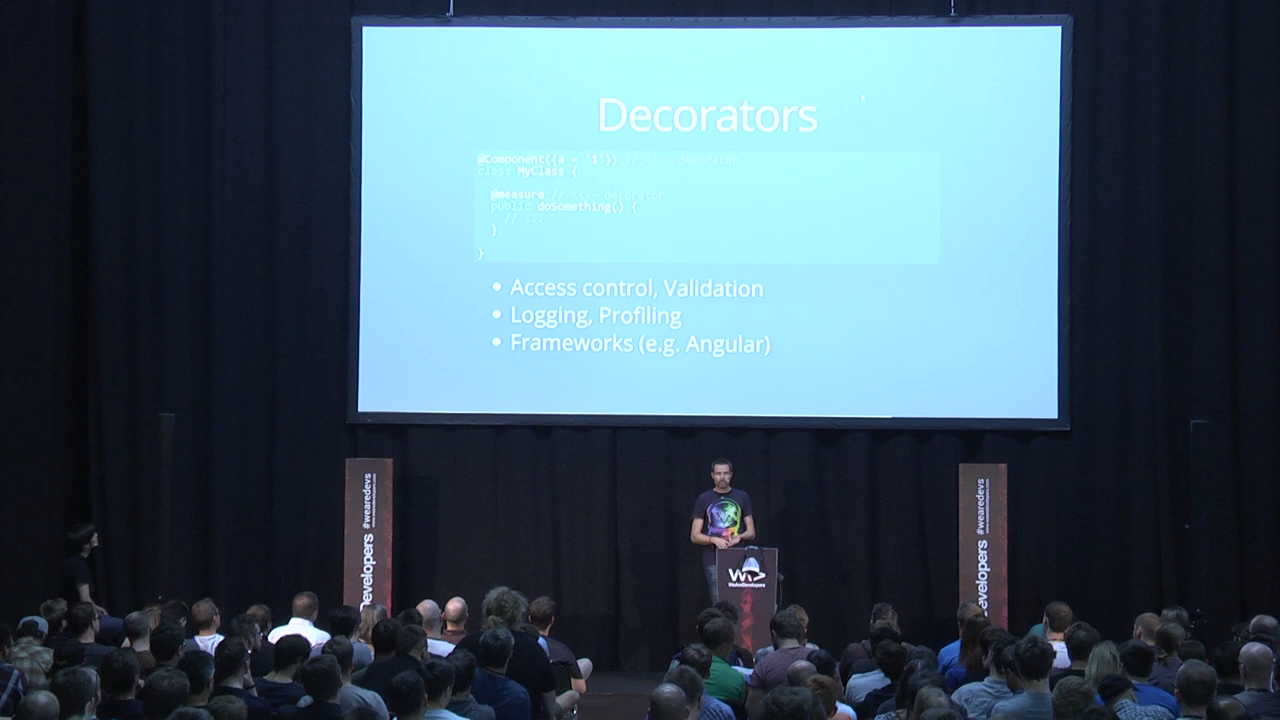 Decorators
@Component({a = '1'}) // <<-- decorator
class MyClass {
@measure // <<-- decorator
public doSomething() {
// ...
}
}
• Access control, Validation
• Logging, Profiling
• Frameworks (e.g. Angular)
#wearedevs
Developers
WeAreDevelopers
#wearedevs
Developers